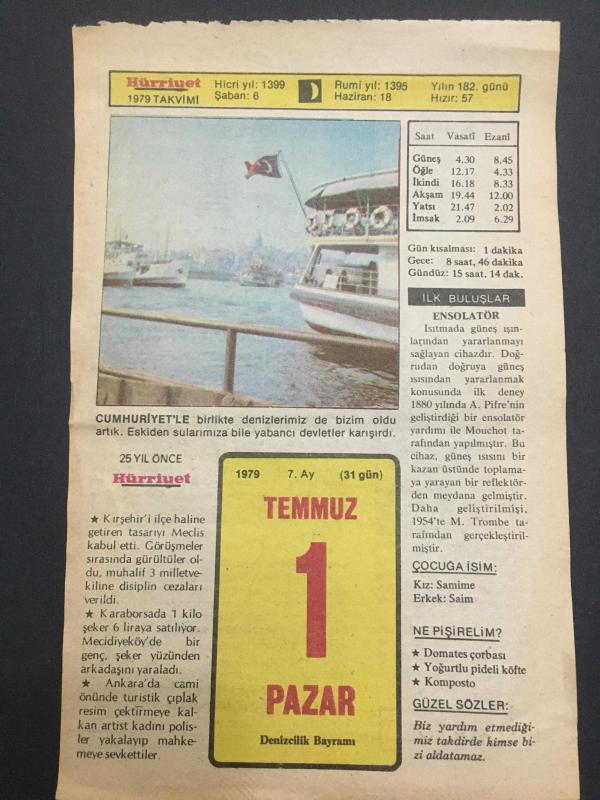 Hürriyet
1979 TAKVİMİ
Hicri yıl: 1399
Şaban: 6
Rumi yıl: 1395
Haziran: 18
Yılın 182. günü
Hızır: 57
Saat Vasatî Ezanî
Güneş 4.30 8.45
Öğle 12.17 4.33
İkindi 16.18 8.33
Akşam 19.44 12.00
Yatsı 21.47 2.02
İmsak 2.09 6.29
Gün kısalması: 1 dakika
Gece: 8 saat, 46 dakika
Gündüz: 15 saat. 14 dak.
İLK BULUŞLAR
ENSOLATÖR
Isıtmada güneş ışın-
larından yararlanmayı
sağlayan cihazdır. Doğ-
rudan doğruya güneş
ısısından yararlanmak
konusunda ilk deney
1880 yılında A. Pifre'nin
geliştirdiği bir ensolatör
yardımı ile Mouchot ta-
rafından yapılmıştır. Bu
cihaz, güneş ısısını bir
kazan üstünde toplama-
ya yarayan bir reflektör-
den meydana gelmiştir.
Daha geliştirilmişi,
1954'te M. Trombe ta-
rafından gerçekleştiril-
miştir.
ÇOCUĞA İSİM:
Kız: Samime
Erkek: Saim
NE PİŞİRELİM?
★ Domates çorbası
★ Yoğurtlu pideli köfte
★ Komposto
GÜZEL SÖZLER:
Biz yardım etmediği-
miz takdirde kimse bi-
zi aldatamaz.
CUMHURİYET'LE birlikte denizlerimiz de bizim oldu
artık. Eskiden sularımıza bile yabancı devletler karışırdı.
25 YIL ÖNCE
Hürriyet
★ Kırşehir'i ilçe haline
getiren tasarıyı Meclis
kabul etti. Görüşmeler
sırasında gürültüler ol-
du, muhalif 3 milletve-
kiline disiplin cezaları
verildi.
★ Karaborsada 1 kilo
şeker 6 liraya satılıyor.
Mecidiyeköy'de bir
genç, şeker yüzünden
arkadaşını yaraladı.
★ Ankara'da cami
önünde turistik çıplak
resim çektirmeye kal-
kan artist kadını polis-
ler yakalayıp mahke-
meye sevkettiler.
1979 7. Ay (31 gün)
TEMMUZ
1
PAZAR
Denizcilik Bayramı